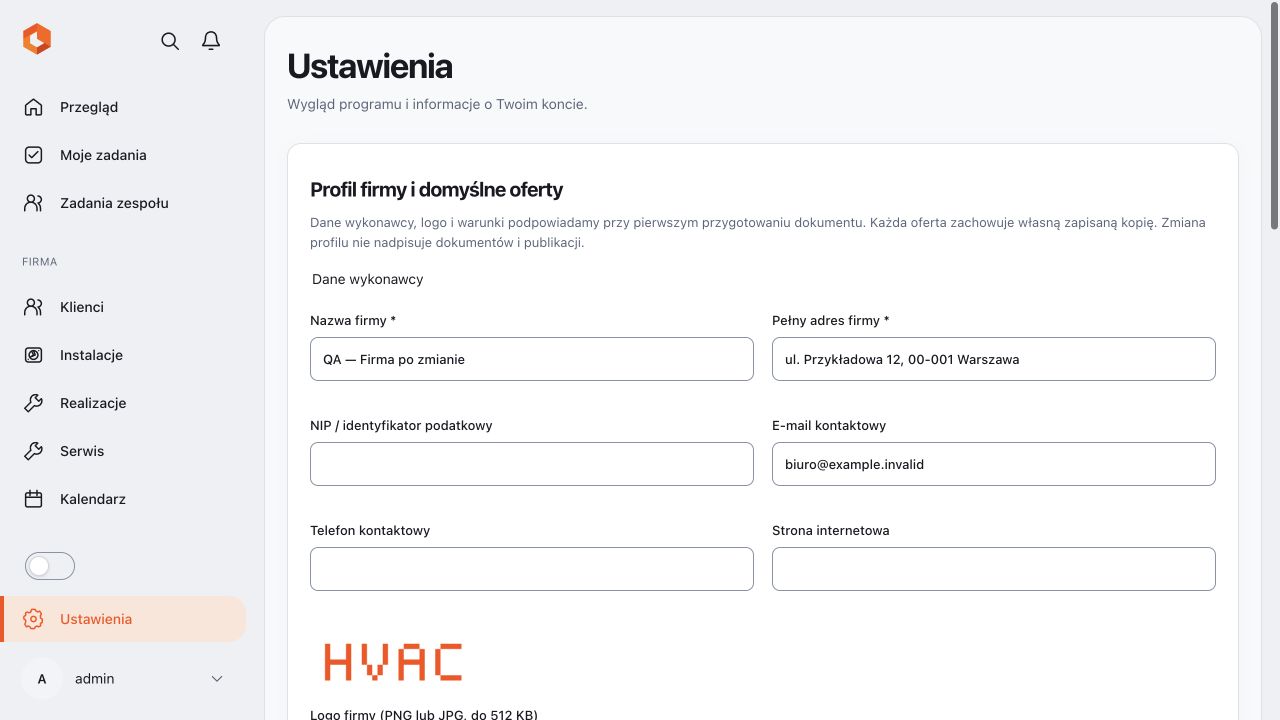 Przegląd
Moje zadania
Zadania zespołu
FIRMA
Klienci
Instalacje
Realizacje
Serwis
Kalendarz
Ustawienia
A admin
Ustawienia
Wygląd programu i informacje o Twoim koncie.
Profil firmy i domyślne oferty
Dane wykonawcy, logo i warunki podpowiadamy przy pierwszym przygotowaniu dokumentu. Każda oferta zachowuje własną zapisaną kopię. Zmiana
profilu nie nadpisuje dokumentów i publikacji.
Dane wykonawcy
Nazwa firmy *
QA — Firma po zmianie
Pełny adres firmy *
ul. Przykładowa 12, 00-001 Warszawa
NIP / identyfikator podatkowy
E-mail kontaktowy
biuro@example.invalid
Telefon kontaktowy
Strona internetowa
HVAC
Logo firmy (PNG lub JPG, do 512 KB)